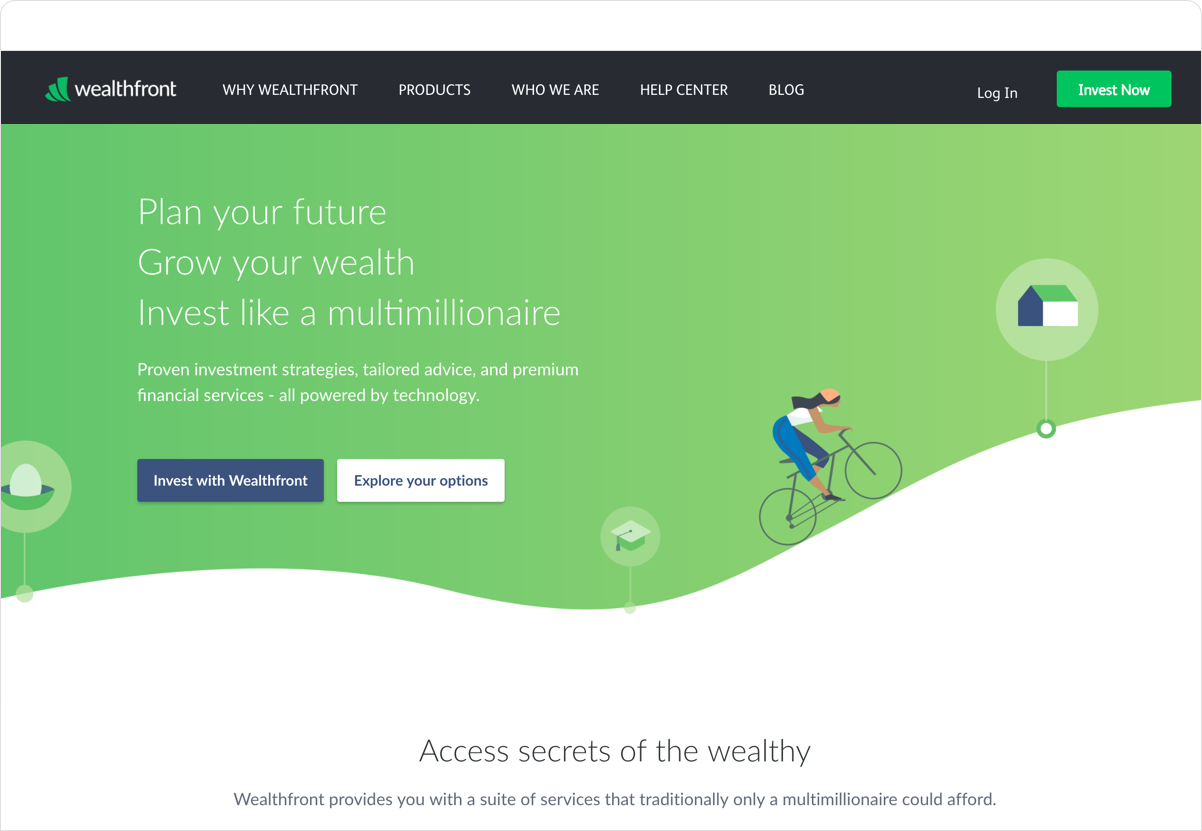 wealthfront
WHY WEALTHFRONT
PRODUCTS
WHO WE ARE
HELP CENTER
BLOG
Log In
Invest Now
Plan your future
Grow your wealth
Invest like a multimillionaire
Proven investment strategies, tailored advice, and premium
financial services - all powered by technology.
Invest with Wealthfront
Explore your options
Access secrets of the wealthy
Wealthfront provides you with a suite of services that traditionally only a multimillionaire could afford.